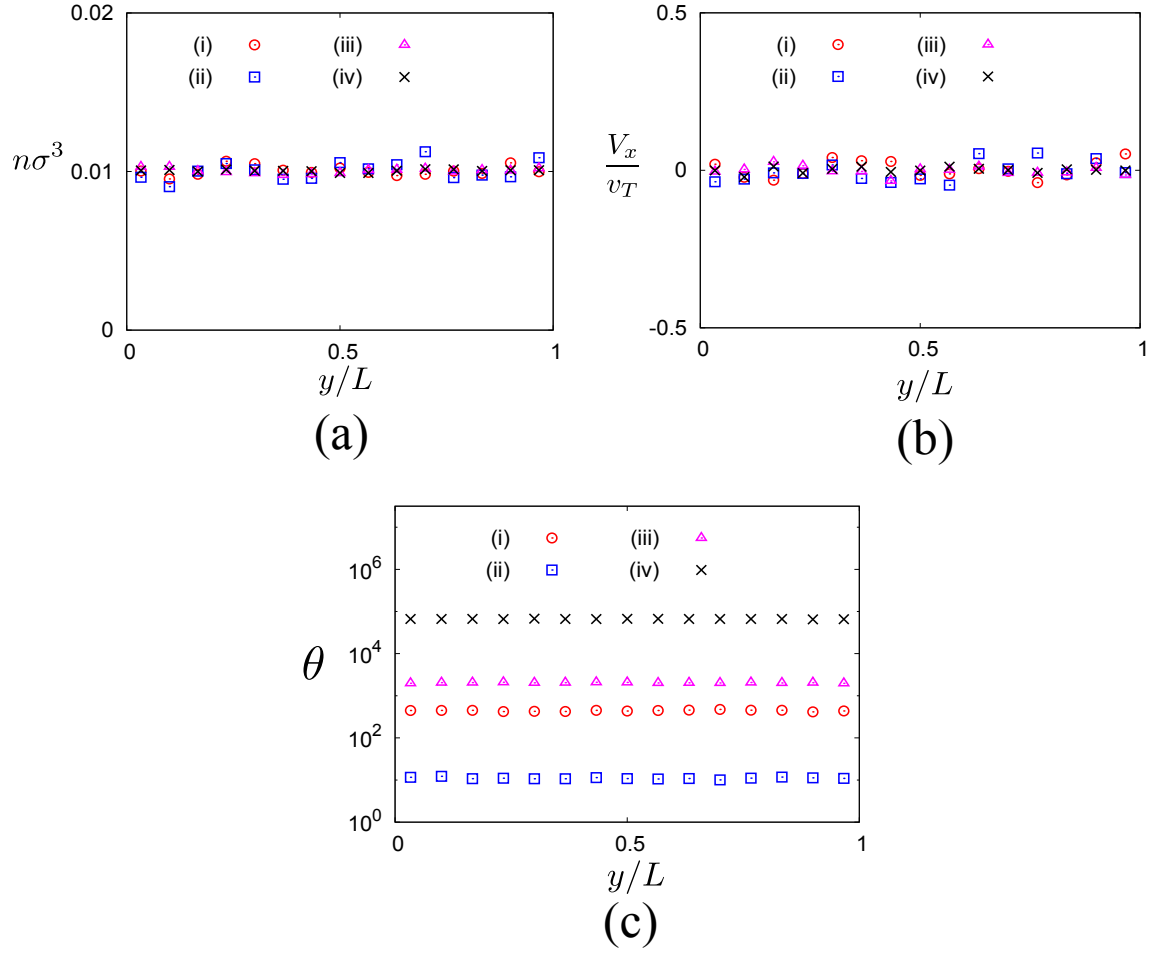 0.02
(i) (iii)
(ii) (iv)
nσ³
0.01
0
0 0.5 1
y/L
(a)
0.5
(i) (iii)
(ii) (iv)
V_x
v_T
0
-0.5
0 0.5 1
y/L
(b)
(i) (iii)
(ii) (iv)
10⁶
10⁴
θ
10²
10⁰
0 0.5 1
y/L
(c)